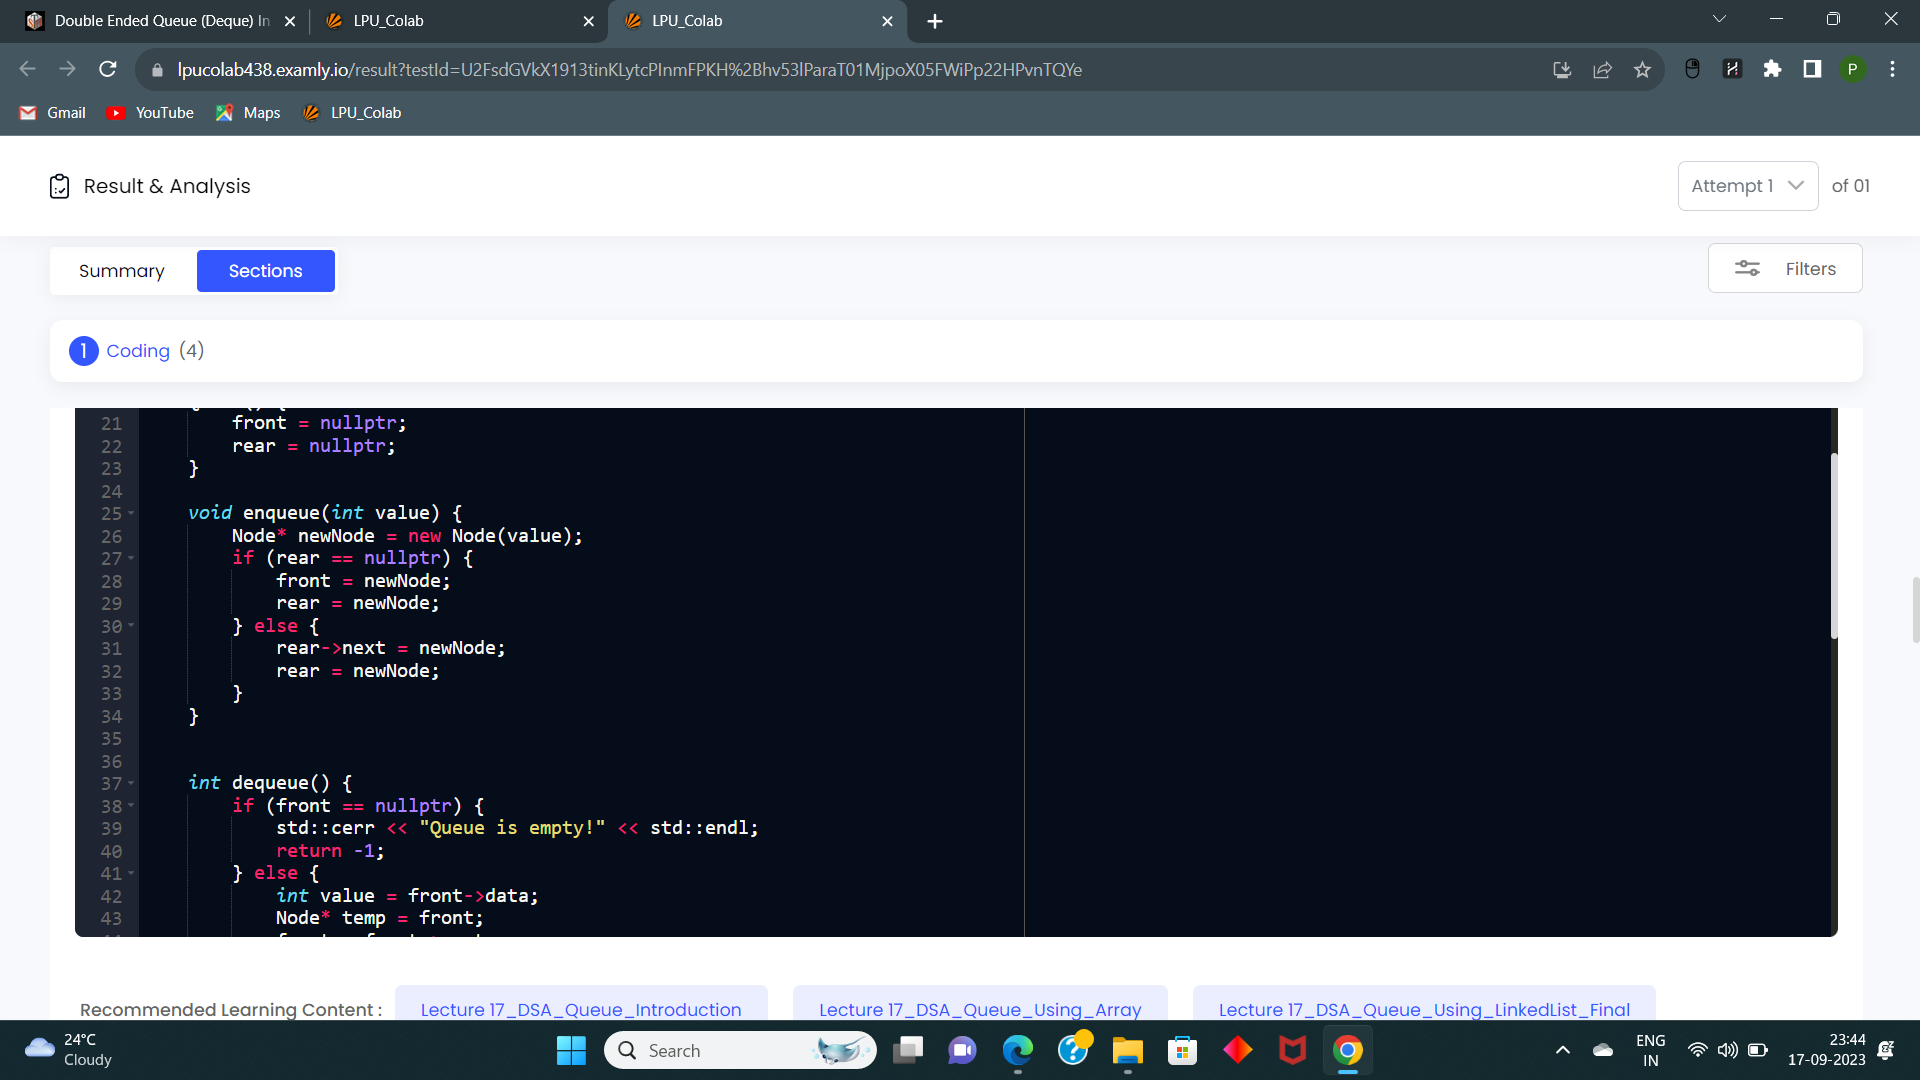 Double Ended Queue (Deque) In
LPU_Colab
LPU_Colab
lpucolab438.examly.io/result?testId=U2FsdGVkX1913tinKLytcPInmFPKH%2Bhv53lParaT01MjpoX05FWiPp22HPvnTQYe
P
Gmail
YouTube
Maps
LPU_Colab
Result & Analysis
Attempt 1
of 01
Summary
Sections
Filters
1 Coding (4)
21 front = nullptr;
22 rear = nullptr;
23 }
24
25 void enqueue(int value) {
26 Node* newNode = new Node(value);
27 if (rear == nullptr) {
28 front = newNode;
29 rear = newNode;
30 } else {
31 rear->next = newNode;
32 rear = newNode;
33 }
34 }
35
36
37 int dequeue() {
38 if (front == nullptr) {
39 std::cerr << "Queue is empty!" << std::endl;
40 return -1;
41 } else {
42 int value = front->data;
43 Node* temp = front;
Recommended Learning Content :
Lecture 17_DSA_Queue_Introduction
Lecture 17_DSA_Queue_Using_Array
Lecture 17_DSA_Queue_Using_LinkedList_Final
24°C
Cloudy
Search
ENG
IN
23:44
17-09-2023